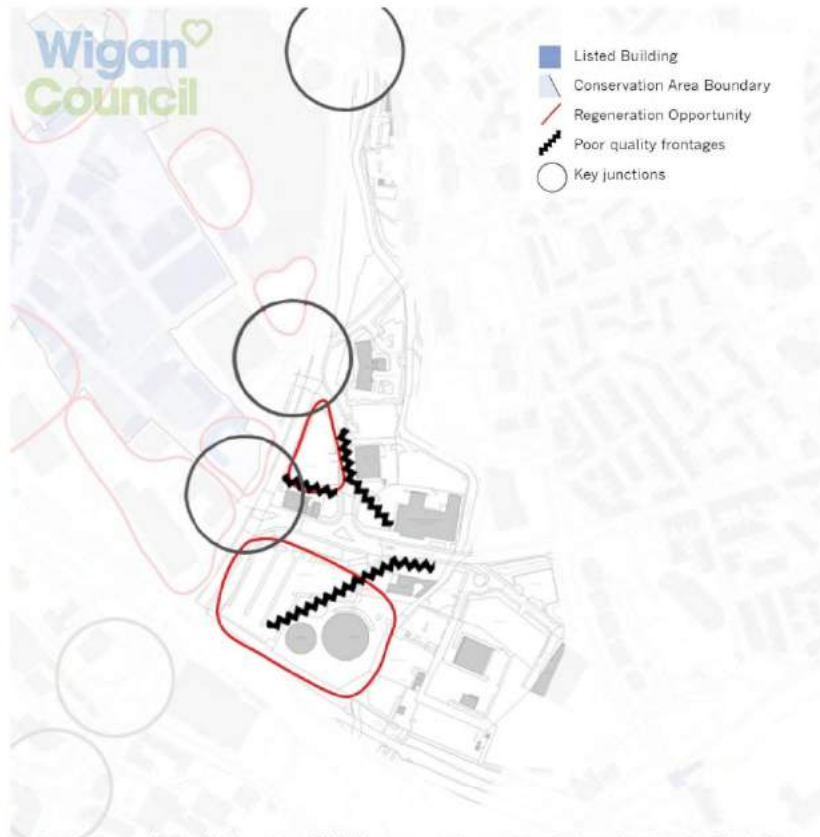 Wigan
Council
Listed Building
Conservation Area Boundary
Regeneration Opportunity
Poor quality frontages
Key junctions